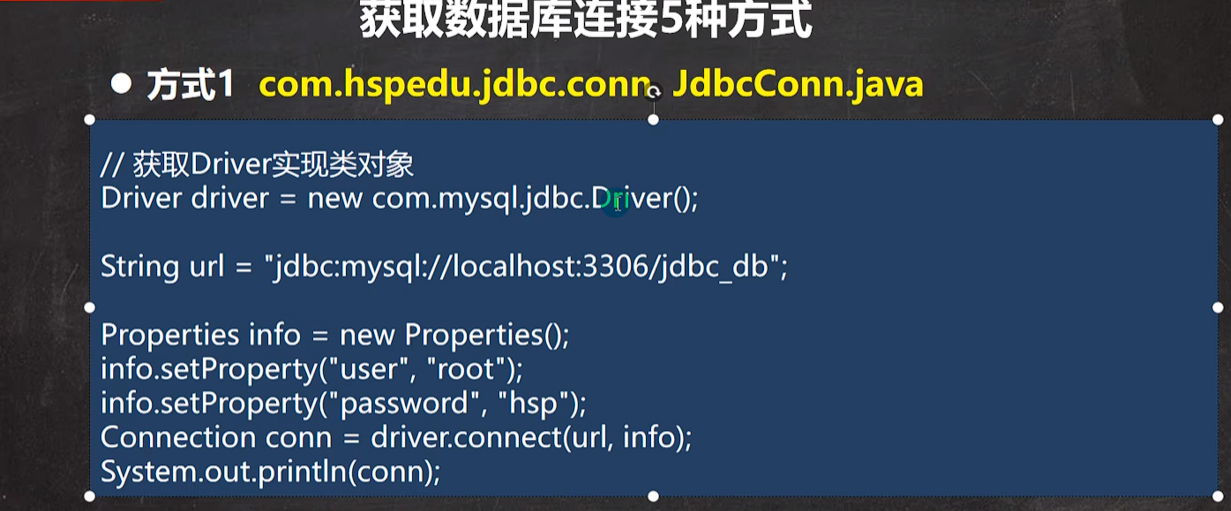 获取数据库连接5种方式
● 方式1 com.hspedu.jdbc.conn JdbcConn.java
// 获取Driver实现类对象
Driver driver = new com.mysql.jdbc.Driver();
String url = "jdbc:mysql://localhost:3306/jdbc_db";
Properties info = new Properties();
info.setProperty("user", "root");
info.setProperty("password", "hsp");
Connection conn = driver.connect(url, info);
System.out.println(conn);